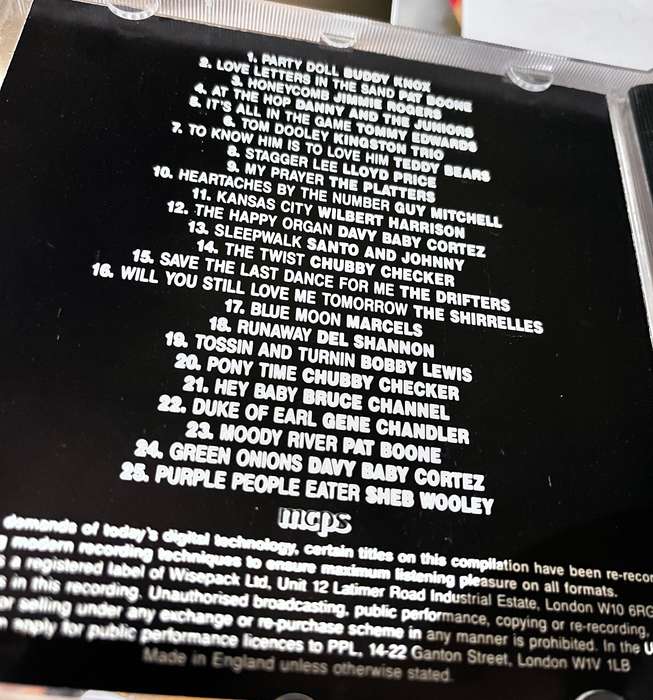 1. PARTY DOLL BUDDY KNOX
2. LOVE LETTERS IN THE SAND PAT BOONE
3. HONEYCOMB JIMMIE ROGERS
4. AT THE HOP DANNY AND THE JUNIORS
5. IT'S ALL IN THE GAME TOMMY EDWARDS
6. TOM DOOLEY KINGSTON TRIO
7. TO KNOW HIM IS TO LOVE HIM TEDDY BEARS
8. STAGGER LEE LLOYD PRICE
9. MY PRAYER THE PLATTERS
10. HEARTACHES BY THE NUMBER GUY MITCHELL
11. KANSAS CITY WILBERT HARRISON
12. THE HAPPY ORGAN DAVY BABY CORTEZ
13. SLEEPWALK SANTO AND JOHNNY
14. THE TWIST CHUBBY CHECKER
15. SAVE THE LAST DANCE FOR ME THE DRIFTERS
16. WILL YOU STILL LOVE ME TOMORROW THE SHIRRELLES
17. BLUE MOON MARCELS
18. RUNAWAY DEL SHANNON
19. TOSSIN AND TURNIN BOBBY LEWIS
20. PONY TIME CHUBBY CHECKER
21. HEY BABY BRUCE CHANNEL
22. DUKE OF EARL GENE CHANDLER
23. MOODY RIVER PAT BOONE
24. GREEN ONIONS DAVY BABY CORTEZ
25. PURPLE PEOPLE EATER SHEB WOOLEY
mcps
demands of today's digital technology, certain titles on this compilation have been re-recor
modern recording techniques to ensure maximum listening pleasure on all formats.
a registered label of Wisepack Ltd, Unit 12 Latimer Road Industrial Estate, London W10 6RG
in this recording. Unauthorised broadcasting, public performance, copying or re-recording,
or selling under any exchange or re-purchase scheme in any manner is prohibited. In the U
apply for public performance licences to PPL, 14-22 Ganton Street, London W1V 1LB
Made in England unless otherwise stated.